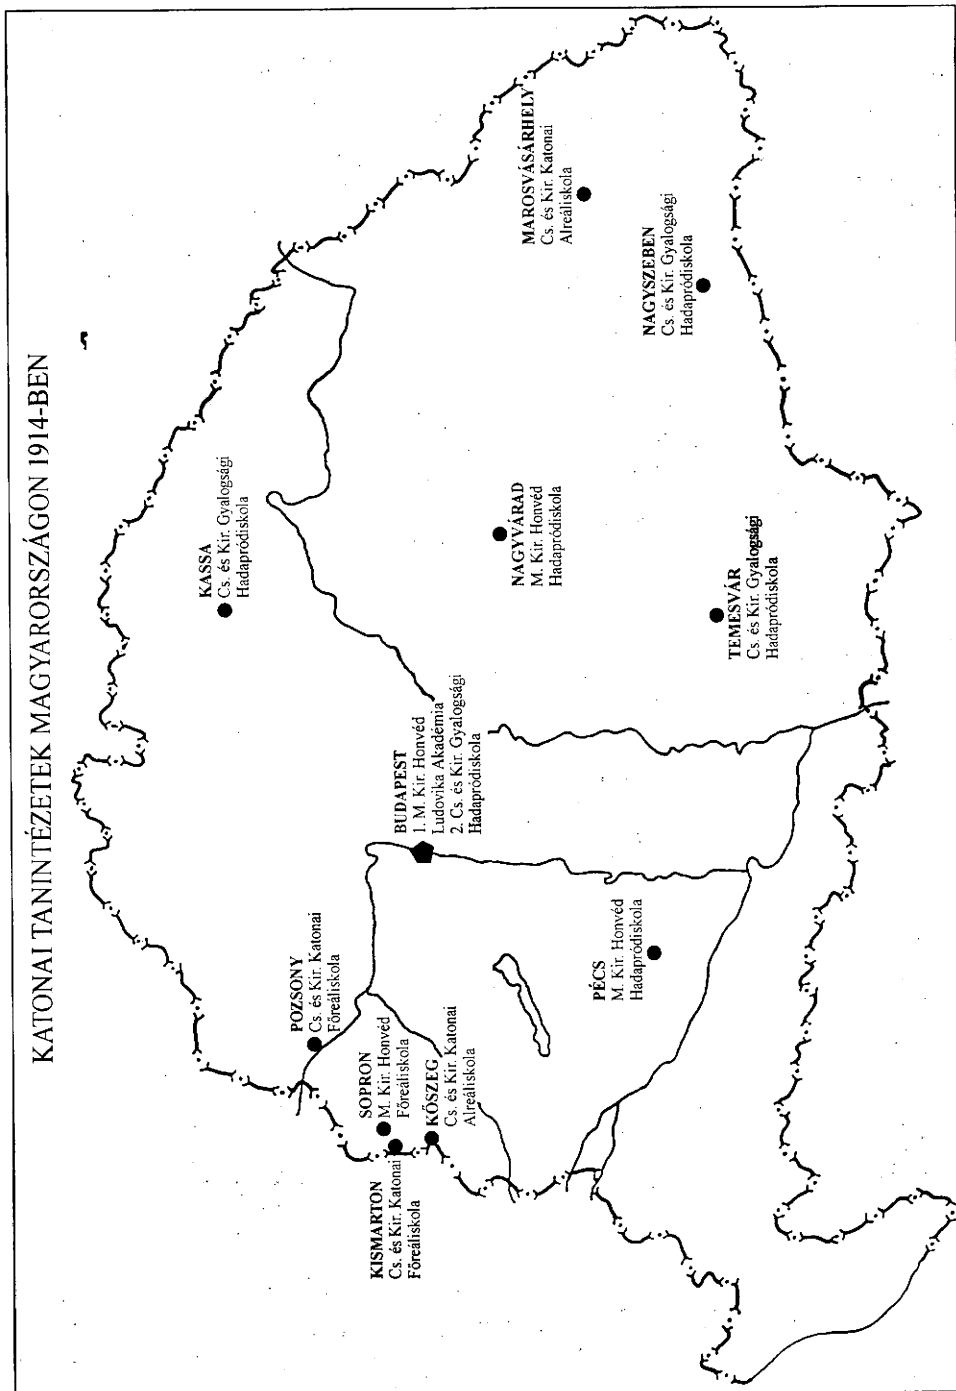 KATONAI TANINTÉZETEK MAGYARORSZÁGON 1914-BEN
POZSONY
Cs. és Kir. Katonai
Főreáliskola
SOPRON
M. Kir. Honvéd
Főreáliskola
KISMARTON
Cs. és Kir. Katonai
Főreáliskola
KŐSZEG
Cs. és Kir. Katonai
Alreáliskola
BUDAPEST
1. M. Kir. Honvéd
Ludovika Akadémia
2. Cs. és Kir. Gyalogsági
Hadapródiskola
PÉCS
M. Kir. Honvéd
Hadapródiskola
KASSA
Cs. és Kir. Gyalogsági
Hadapródiskola
NAGYVÁRAD
M. Kir. Honvéd
Hadapródiskola
TEMESVÁR
Cs. és Kir. Gyalogsági
Hadapródiskola
MAROSVÁSÁRHELY
Cs. és Kir. Katonai
Alreáliskola
NAGYSZEBEN
Cs. és Kir. Gyalogsági
Hadapródiskola